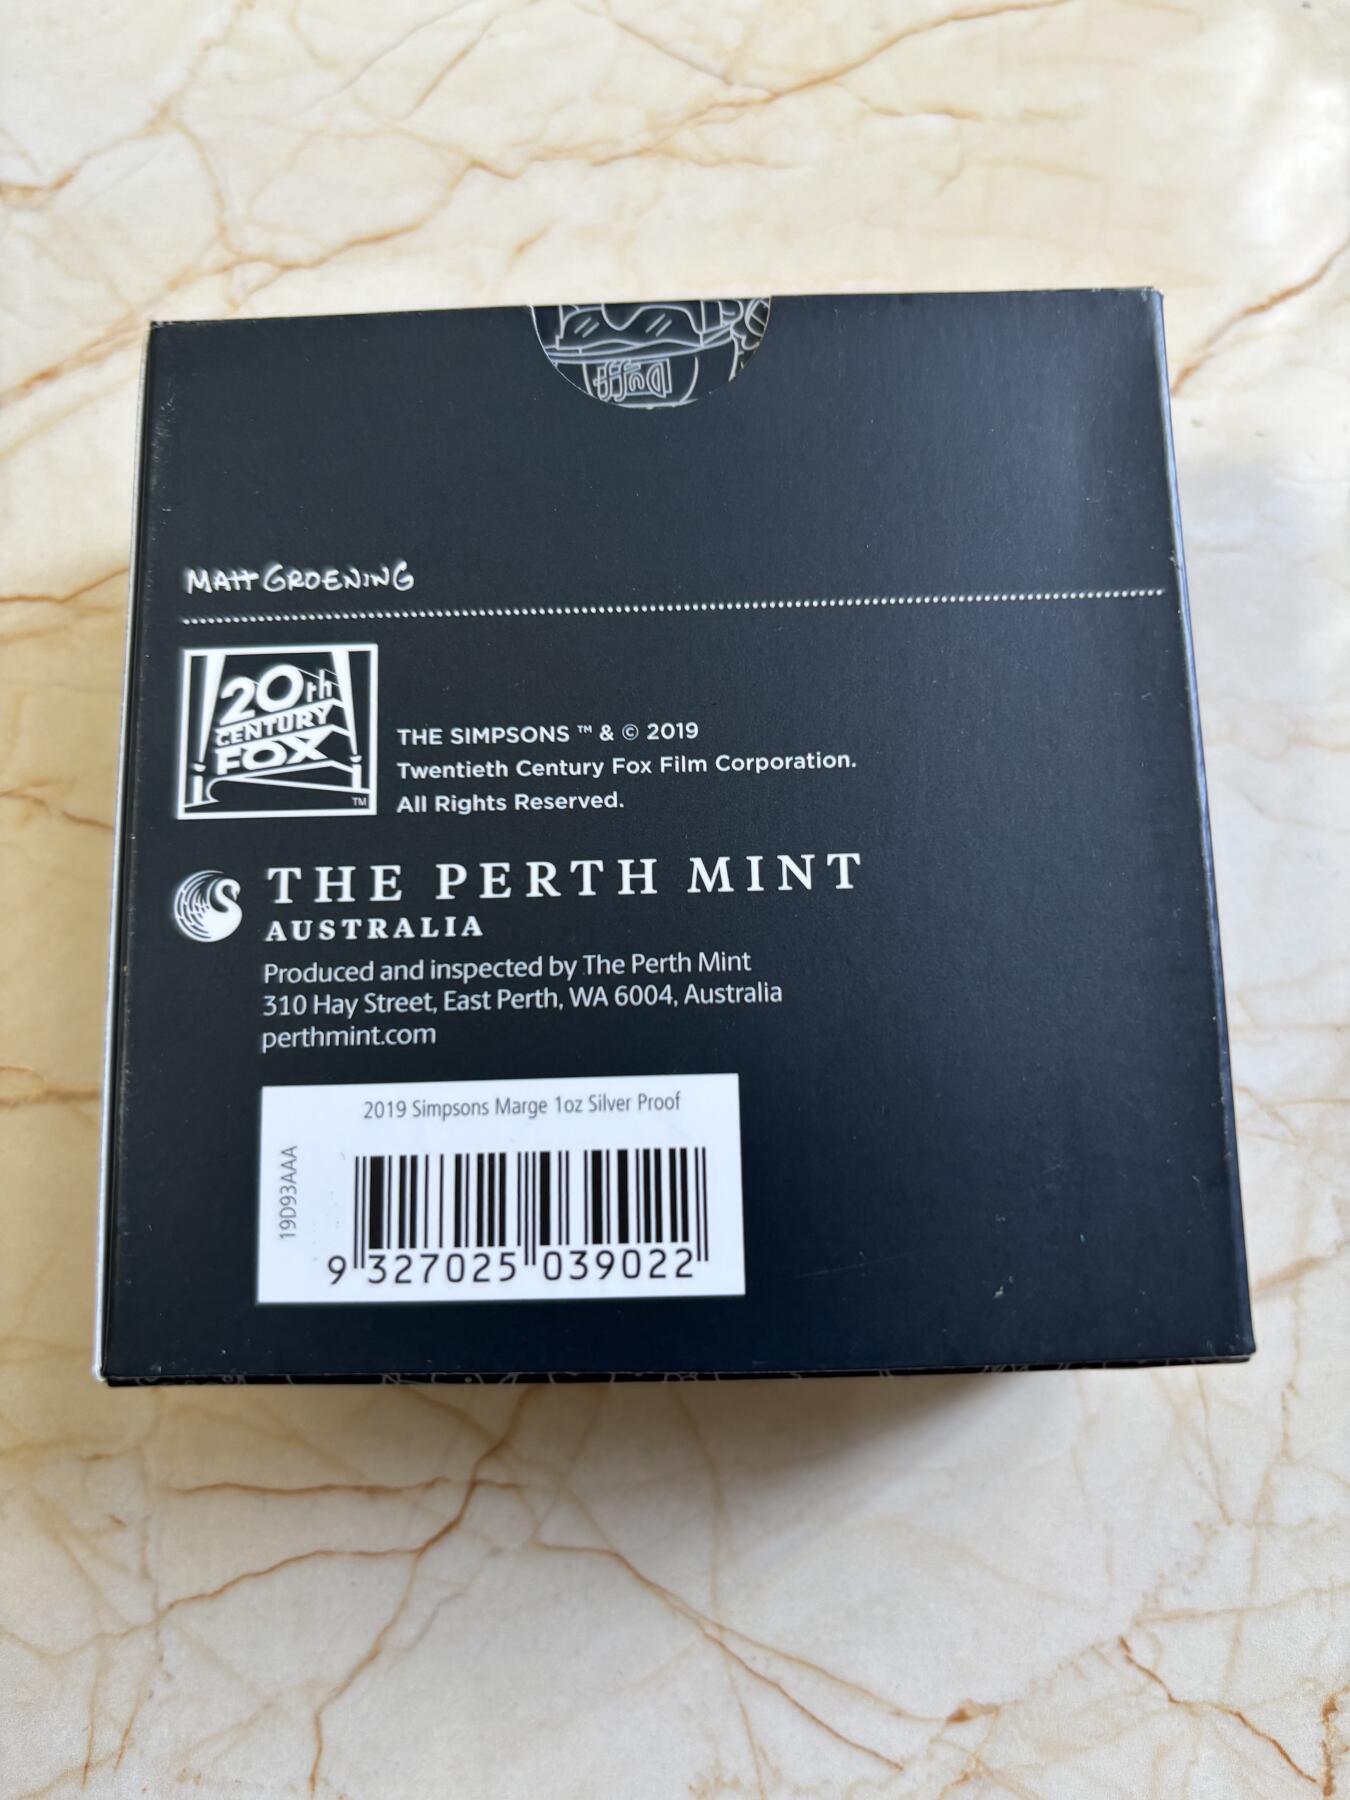 Duff
MATT GROENING
20th
CENTURY
FOX
TM
THE SIMPSONS ™ & © 2019
Twentieth Century Fox Film Corporation.
All Rights Reserved.
THE PERTH MINT
AUSTRALIA
Produced and inspected by The Perth Mint
310 Hay Street, East Perth, WA 6004, Australia
perthmint.com
2019 Simpsons Marge 1oz Silver Proof
19D93AAA
9 327025 039022